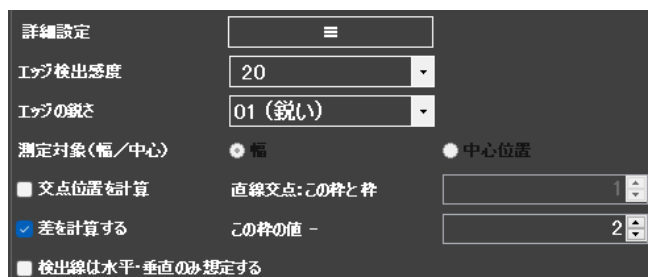 詳細設定 ≡
エッジ検出感度 20
エッジの鋭さ 01 (鋭い)
測定対象(幅/中心) 幅 中心位置
交点位置を計算 直線交点:この枠と枠 1
差を計算する この枠の値 - 2
検出線は水平・垂直のみ想定する